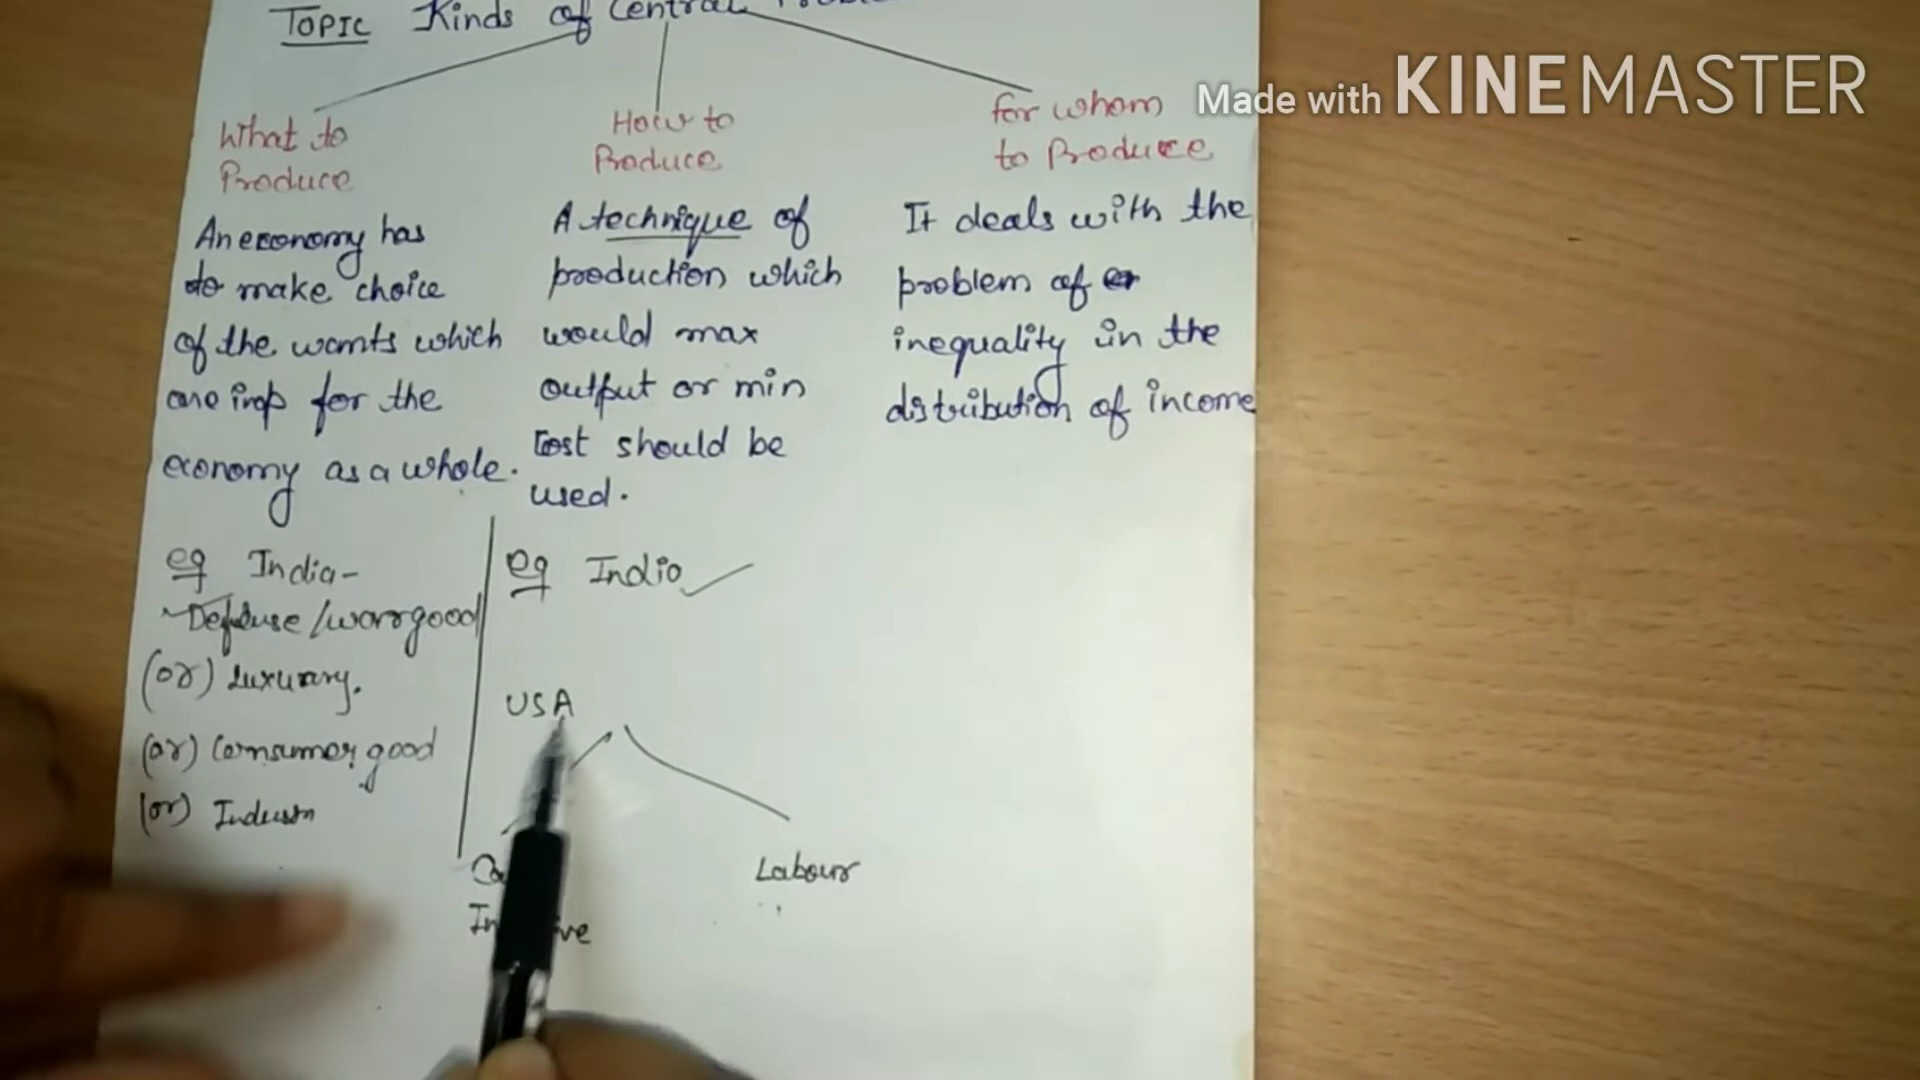 TOPIC Kinds of Central
What to
Produce
An economy has
to make choice
of the wants which
are imp for the
economy as a whole.
eg India-
Defense/war good
(or) Luxurary.
(or) Consumer good
(or)
How to
Produce
A technique of
production which
would max
output or min
Cost should be
used.
eg India
USA
Labour
for whom
to Produce
It deals with the
problem of
inequality in the
distribution of income
Made with KINEMASTER